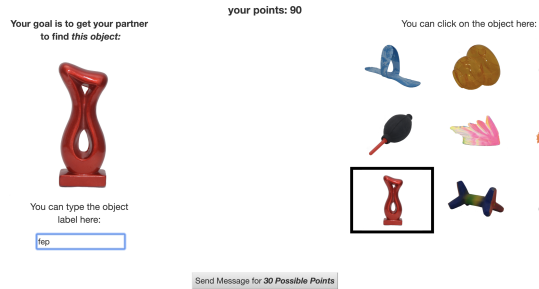 your points: 90
Your goal is to get your partner
to find this object:
You can click on the object here:
You can type the object
label here:
fep
Send Message for 30 Possible Points